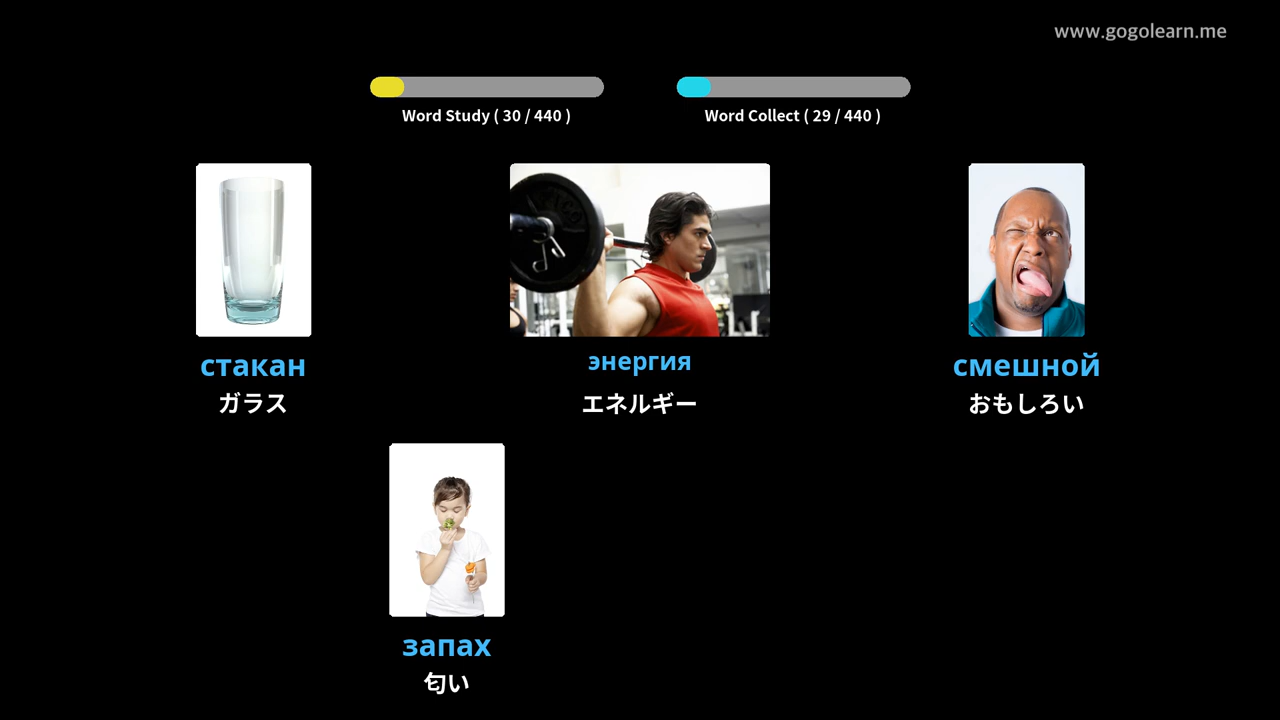 www.gogolearn.me
Word Study ( 30 / 440 )
Word Collect ( 29 / 440 )
стакан
ガラス
энергия
エネルギー
смешной
おもしろい
запах
匂い